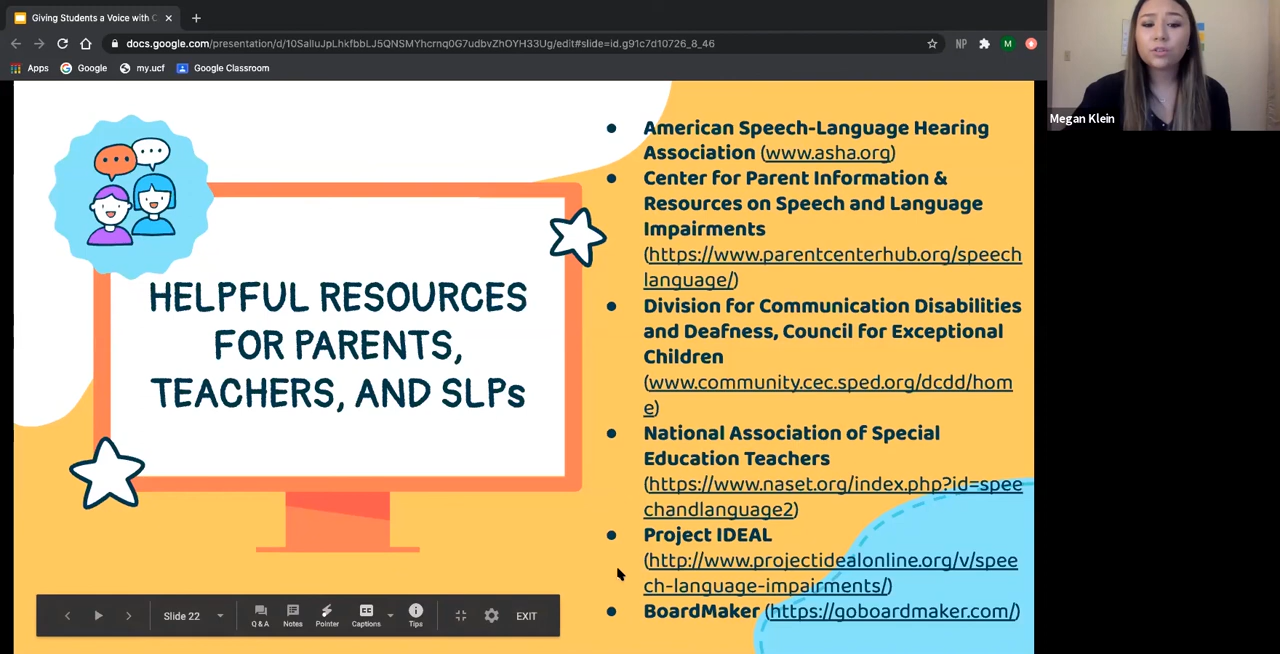 Giving Students a Voice with C
docs.google.com/presentation/d/10SalluJpLhkfbbLJ5QNSMYhcrnq0G7udbvZhOYH33Ug/edit#slide=id.g91c7d10726_8_46
NP
M
Apps
Google
my.ucf
Google Classroom
Megan Klein
HELPFUL RESOURCES
FOR PARENTS,
TEACHERS, AND SLPs
● American Speech-Language Hearing
Association (www.asha.org)
● Center for Parent Information &
Resources on Speech and Language
Impairments
(https://www.parentcenterhub.org/speech
language/)
● Division for Communication Disabilities
and Deafness, Council for Exceptional
Children
(www.community.cec.sped.org/dcdd/hom
e)
● National Association of Special
Education Teachers
(https://www.naset.org/index.php?id=spee
chandlanguage2)
● Project IDEAL
(http://www.projectidealonline.org/v/spee
ch-language-impairments/)
● BoardMaker (https://goboardmaker.com/)
Slide 22
Q & A
Notes
Pointer
CC
Captions
Tips
EXIT